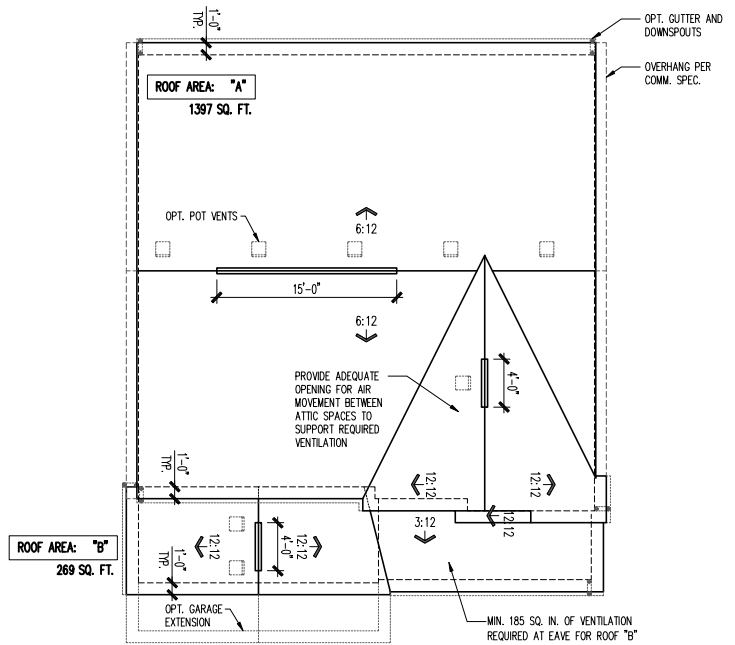 1'-0"
TYP.
OPT. GUTTER AND
DOWNSPOUTS
OVERHANG PER
COMM. SPEC.
ROOF AREA: "A"
1397 SQ. FT.
OPT. POT VENTS
6:12
15'-0"
6:12
PROVIDE ADEQUATE
OPENING FOR AIR
MOVEMENT BETWEEN
ATTIC SPACES TO
SUPPORT REQUIRED
VENTILATION
4'-0"
1'-0"
TYP.
12:12
12:12
12:12
3:12
12:12
4'-0"
12:12
ROOF AREA: "B"
269 SQ. FT.
1'-0"
TYP.
OPT. GARAGE
EXTENSION
MIN. 185 SQ. IN. OF VENTILATION
REQUIRED AT EAVE FOR ROOF "B"